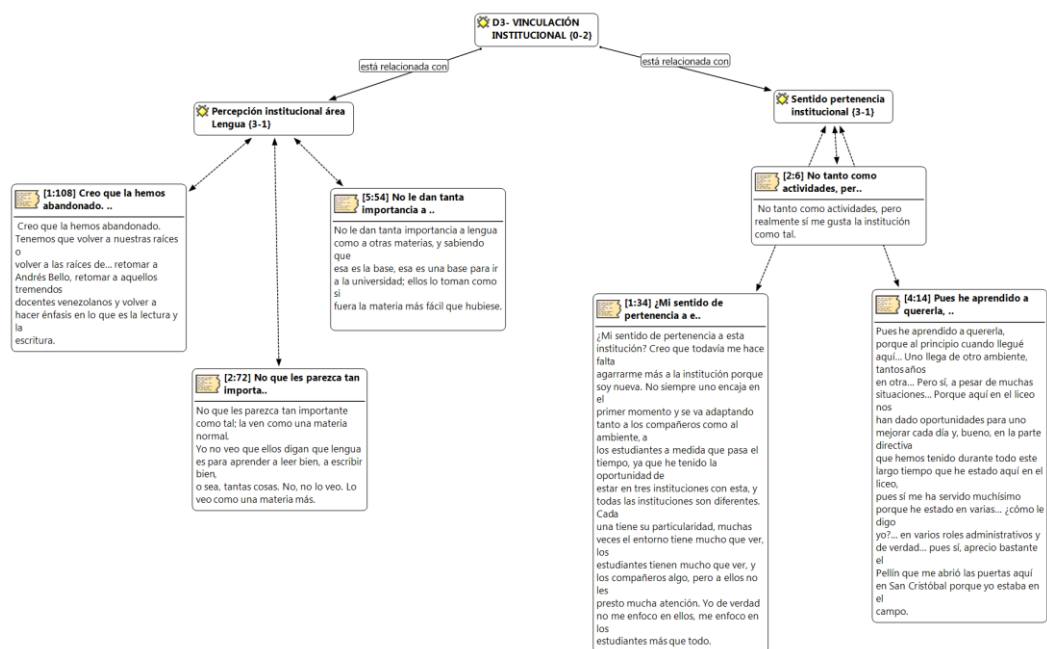 D3- VINCULACIÓN
INSTITUCIONAL {0-2}
está relacionada con
está relacionada con
Percepción institucional área
Lengua {3-1}
Sentido pertenencia
institucional {3-1}
[1:108] Creo que la hemos
abandonado. ..
Creo que la hemos abandonado.
Tenemos que volver a nuestras raíces
o
volver a las raíces de... retomar a
Andrés Bello, retomar a aquellos
tremendos
docentes venezolanos y volver a
hacer énfasis en lo que es la lectura y
la
escritura.
[5:54] No le dan tanta
importancia a ..
No le dan tanta importancia a lengua
como a otras materias, y sabiendo
que
esa es la base, esa es una base para ir
a la universidad; ellos lo toman como
si
fuera la materia más fácil que hubiese.
[2:72] No que les parezca tan
importa..
No que les parezca tan importante
como tal; la ven como una materia
normal.
Yo no veo que ellos digan que lengua
es para aprender a leer bien, a escribir
bien,
o sea, tantas cosas. No, no lo veo. Lo
veo como una materia más.
[2:6] No tanto como
actividades, per..
No tanto como actividades, pero
realmente sí me gusta la institución
como tal.
[1:34] ¿Mi sentido de
pertenencia a e..
¿Mi sentido de pertenencia a esta
institución? Creo que todavía me hace
falta
agarrarme más a la institución porque
soy nueva. No siempre uno encaja en
el
primer momento y se va adaptando
tanto a los compañeros como al
ambiente, a
los estudiantes a medida que pasa el
tiempo, ya que he tenido la
oportunidad de
estar en tres instituciones con esta, y
todas las instituciones son diferentes.
Cada
una tiene su particularidad, muchas
veces el entorno tiene mucho que ver,
los
estudiantes tienen mucho que ver, y
los compañeros algo, pero a ellos no
les
presto mucha atención. Yo de verdad
no me enfoco en ellos, me enfoco en
los
estudiantes más que todo.
[4:14] Pues he aprendido a
quererla, ..
Pues he aprendido a quererla,
porque al principio cuando llegué
aquí... Uno llega de otro ambiente,
tantos años
en otra... Pero sí, a pesar de muchas
situaciones... Porque aquí en el liceo
nos
han dado oportunidades para uno
mejorar cada día y, bueno, en la parte
directiva
que hemos tenido durante todo este
largo tiempo que he estado aquí en el
liceo,
pues sí me ha servido muchísimo
porque he estado en varias... ¿cómo le
digo
yo?... en varios roles administrativos y
de verdad... pues sí, aprecio bastante
el
Pellín que me abrió las puertas aquí
en San Cristóbal porque yo estaba en
el
campo.